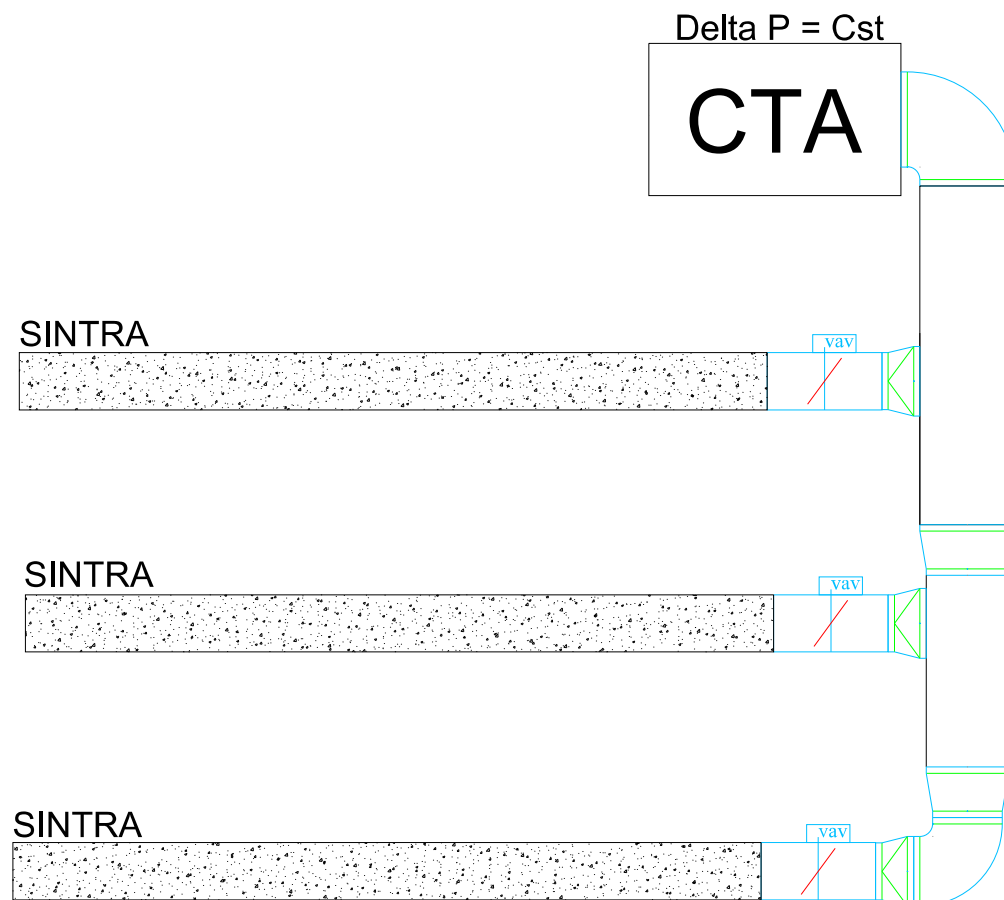 Delta P = Cst
CTA
SINTRA
vav
SINTRA
vav
SINTRA
vav